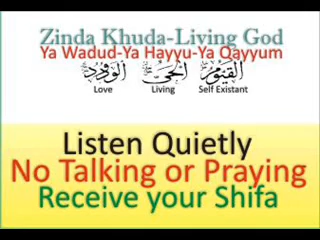 Zinda Khuda-Living God
Ya Wadud-Ya Hayyu-Ya Qayyum
الودود الحي القيوم
Love Living Self Existant
Listen Quietly
No Talking or Praying
Receive your Shifa